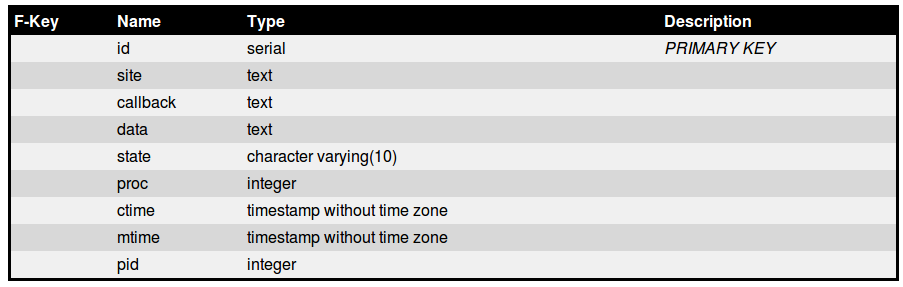 F-Key Name Type Description
id serial PRIMARY KEY
site text
callback text
data text
state character varying(10)
proc integer
ctime timestamp without time zone
mtime timestamp without time zone
pid integer